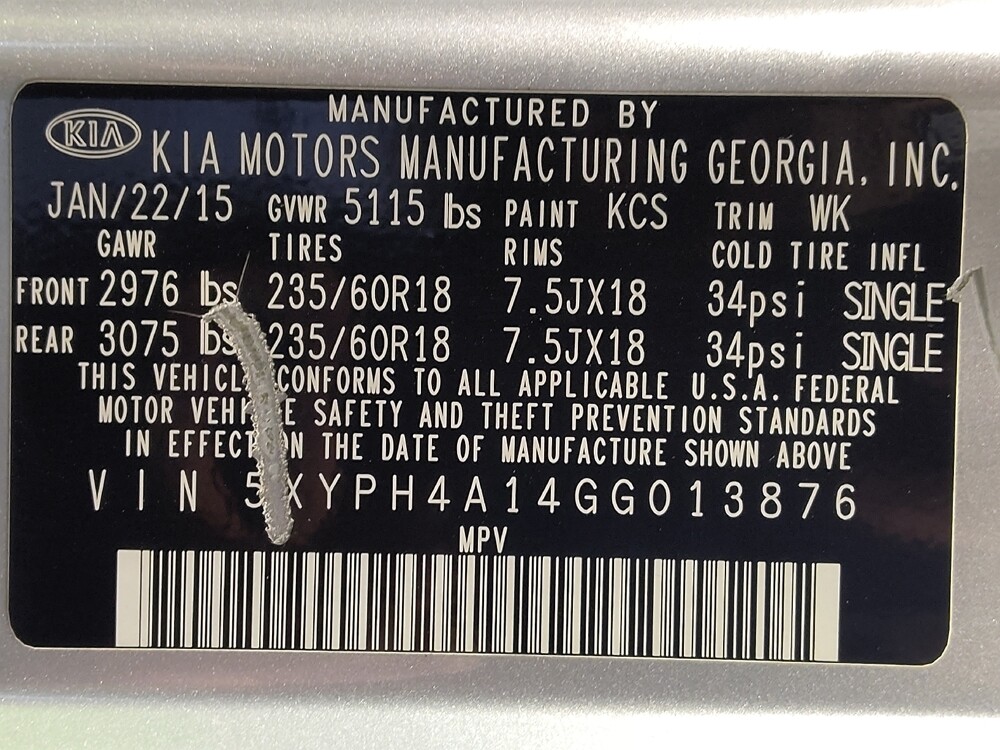 MANUFACTURED BY
KIA KIA MOTORS MANUFACTURING GEORGIA, INC.
JAN/22/15 GVWR 5115 lbs PAINT KCS TRIM WK
GAWR TIRES RIMS COLD TIRE INFL
FRONT 2976 lbs 235/60R18 7.5JX18 34psi SINGLE
REAR 3075 lbs 235/60R18 7.5JX18 34psi SINGLE
THIS VEHICLE CONFORMS TO ALL APPLICABLE U.S.A. FEDERAL
MOTOR VEHICLE SAFETY AND THEFT PREVENTION STANDARDS
IN EFFECT ON THE DATE OF MANUFACTURE SHOWN ABOVE
VIN 5XYPH4A14GG013876
MPV